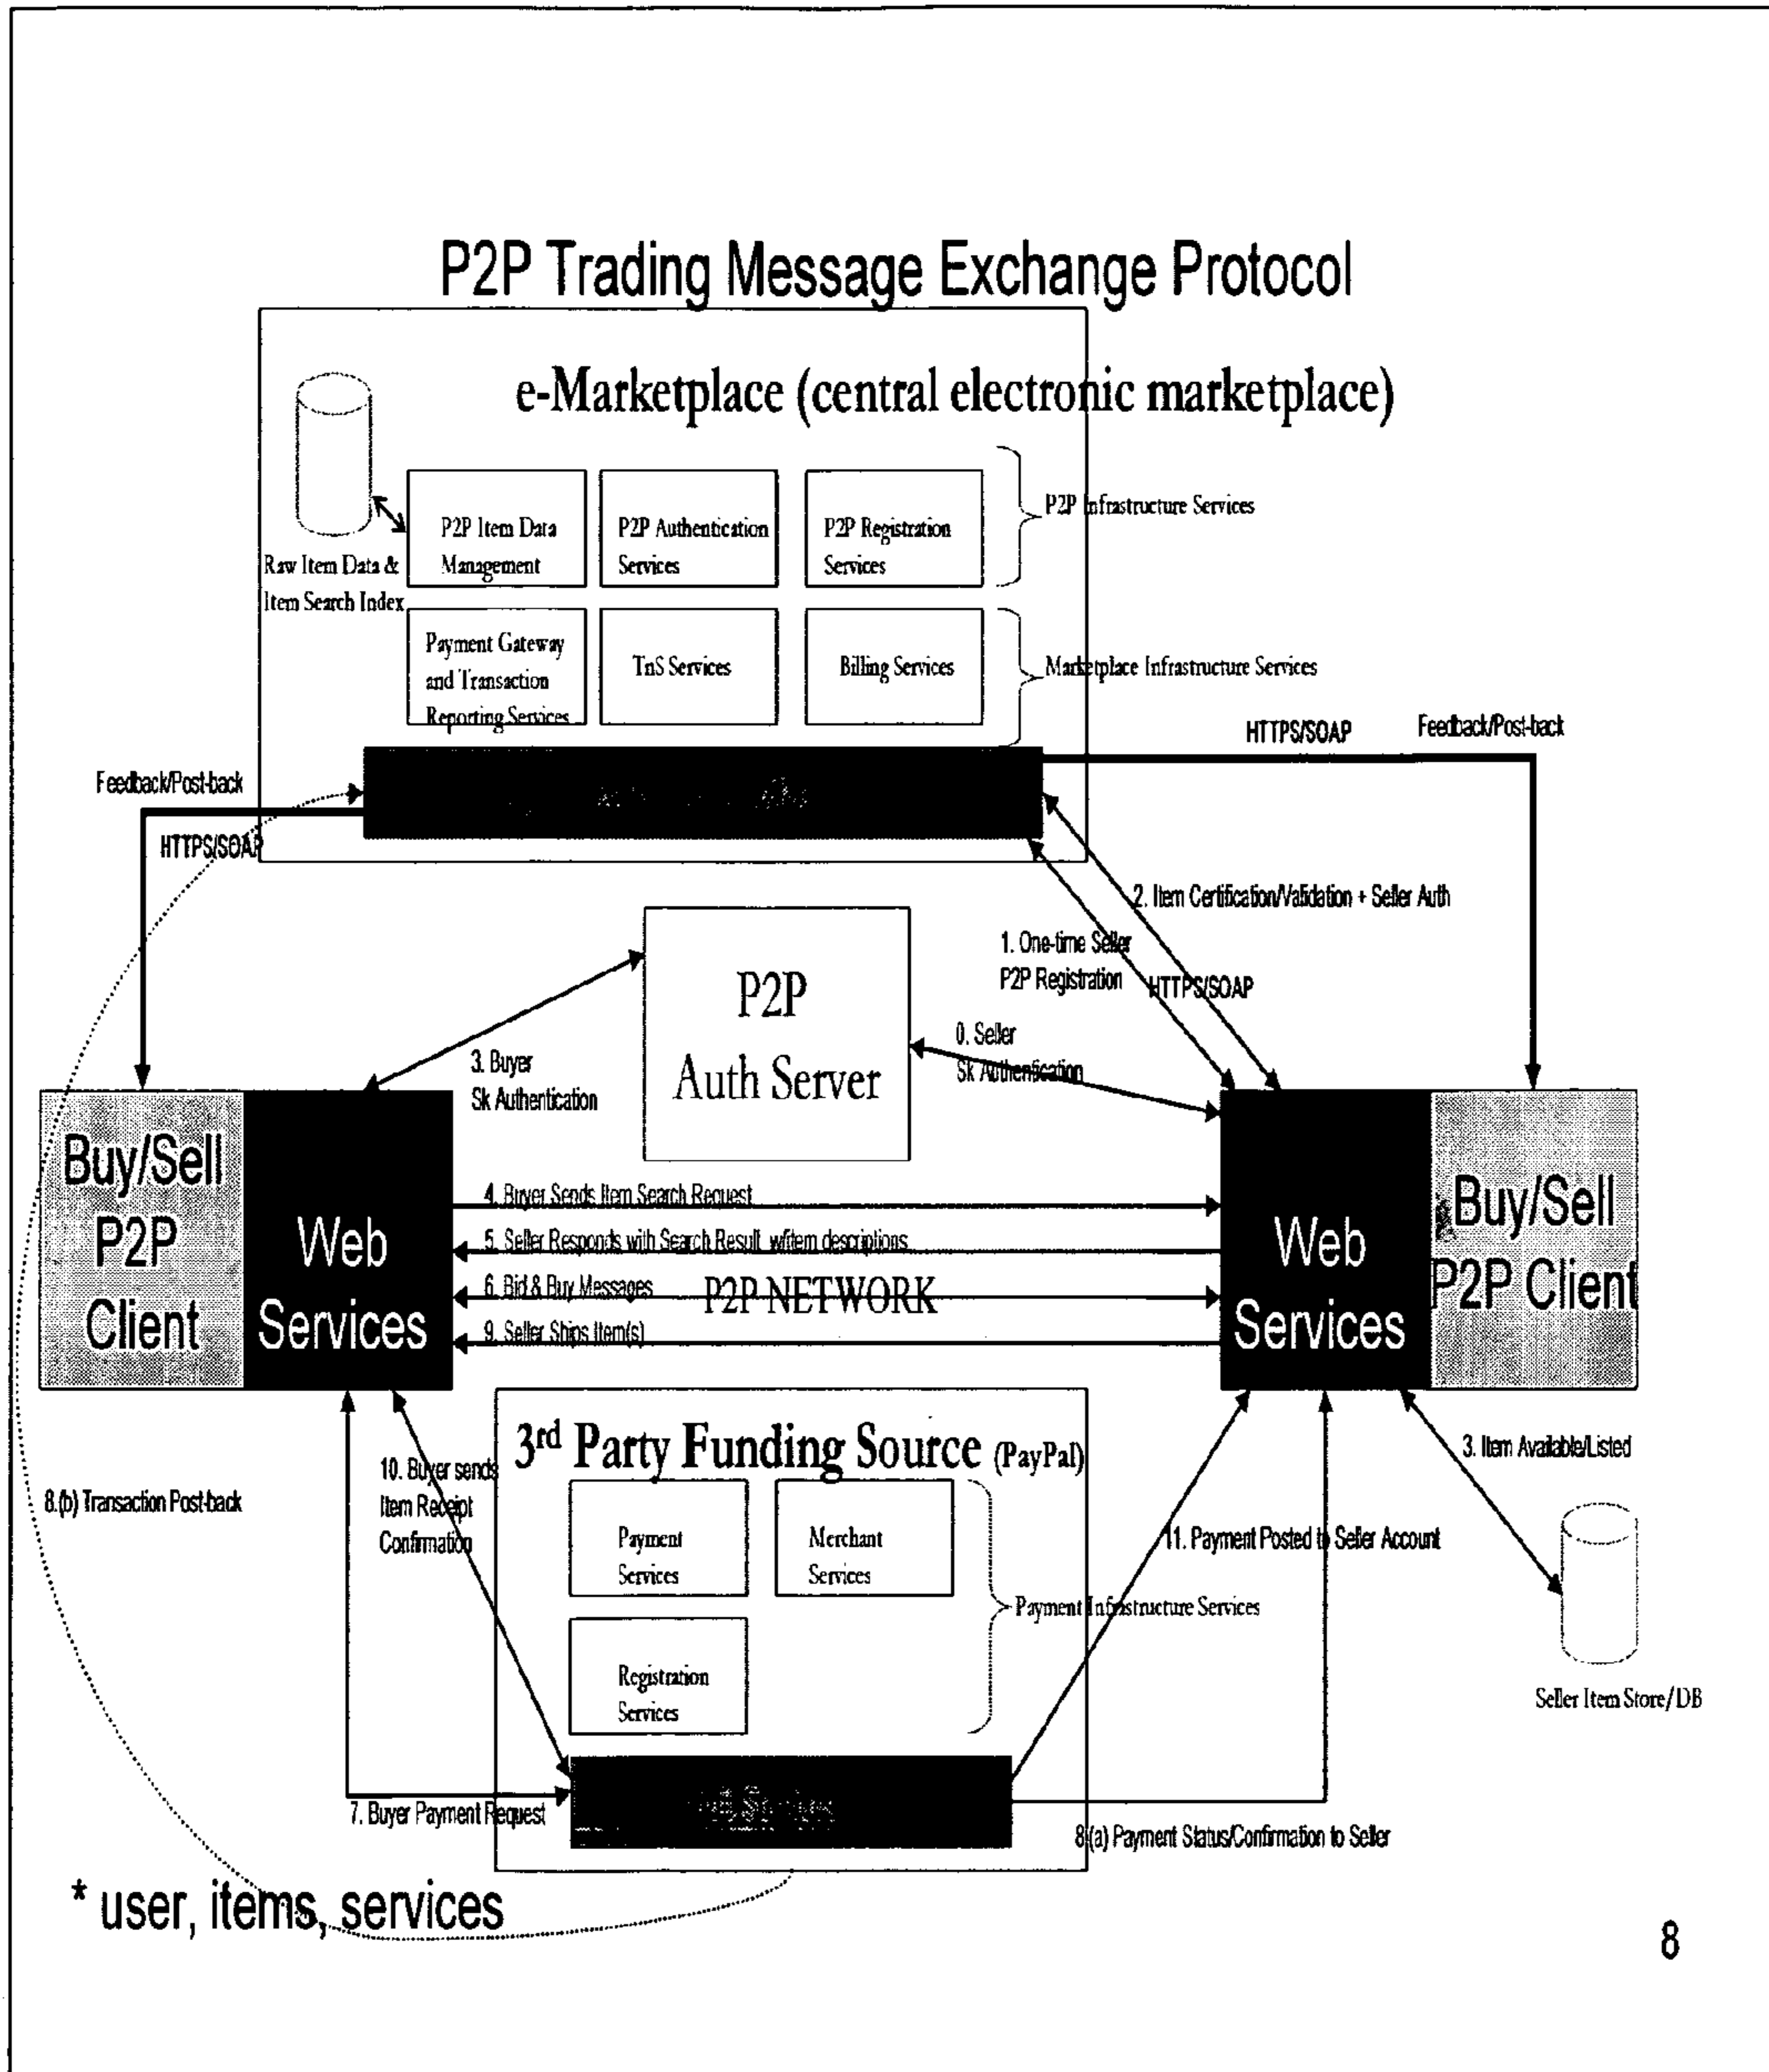 P2P Trading Message Exchange Protocol
e-Marketplace (central electronic marketplace)
P2P Item Data
Management
P2P Authentication
Services
P2P Registration
Services
P2P Infrastructure Services
Raw Item Data &
Item Search Index
Payment Gateway
and Transaction
Reporting Services
TnS Services
Billing Services
Marketplace Infrastructure Services
HTTPS/SOAP
Feedback/Post-back
Feedback/Post-back
HTTPS/SOAP
2. Item Certification/Validation + Seller Auth
1. One-time Seller
P2P Registration
HTTPS/SOAP
P2P
Auth Server
0. Seller
Sk Authentication
3. Buyer
Sk Authentication
Buy/Sell
P2P
Client
Web
Services
4. Buyer Sends Item Search Request
5. Seller Responds with Search Result w/item descriptions
6. Bid & Buy Messages
P2P NETWORK
9. Seller Ships Item(s)
Web
Services
Buy/Sell
P2P Client
3rd Party Funding Source (PayPal)
10. Buyer sends
Item Receipt
Confirmation
3. Item Available/Listed
8.(b) Transaction Post-back
Payment
Services
Merchant
Services
11. Payment Posted to Seller Account
Payment Infrastructure Services
Registration
Services
Seller Item Store/DB
7. Buyer Payment Request
8.(a) Payment Status/Confirmation to Seller
* user, items, services
8